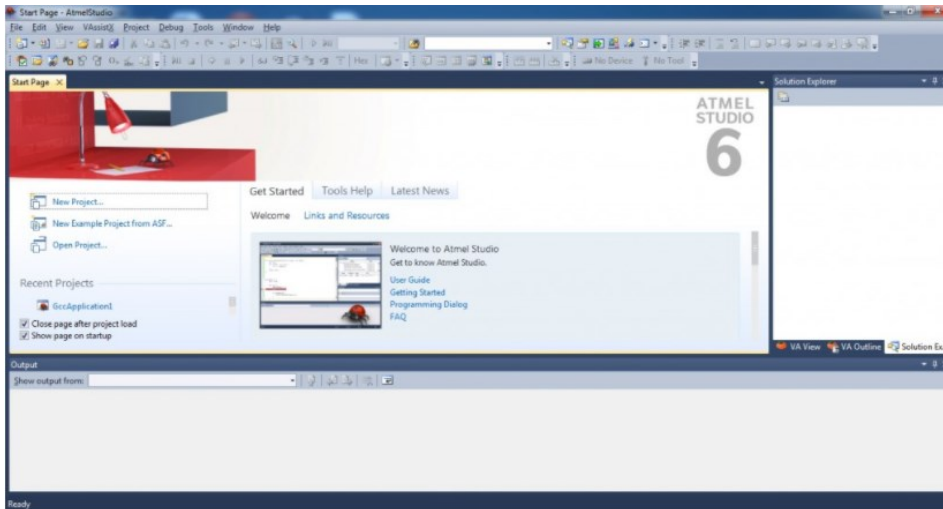 Start Page - AtmelStudio
File Edit View VAssistX Project Debug Tools Window Help
Hex No Device No Tool
Start Page
Solution Explorer
ATMEL
STUDIO
6
New Project...
New Example Project from ASF...
Open Project...
Recent Projects
GccApplication1
Close page after project load
Show page on startup
Get Started Tools Help Latest News
Welcome Links and Resources
Welcome to Atmel Studio
Get to know Atmel Studio.
User Guide
Getting Started
Programming Dialog
FAQ
VA View VA Outline Solution Ex
Output
Show output from:
Ready